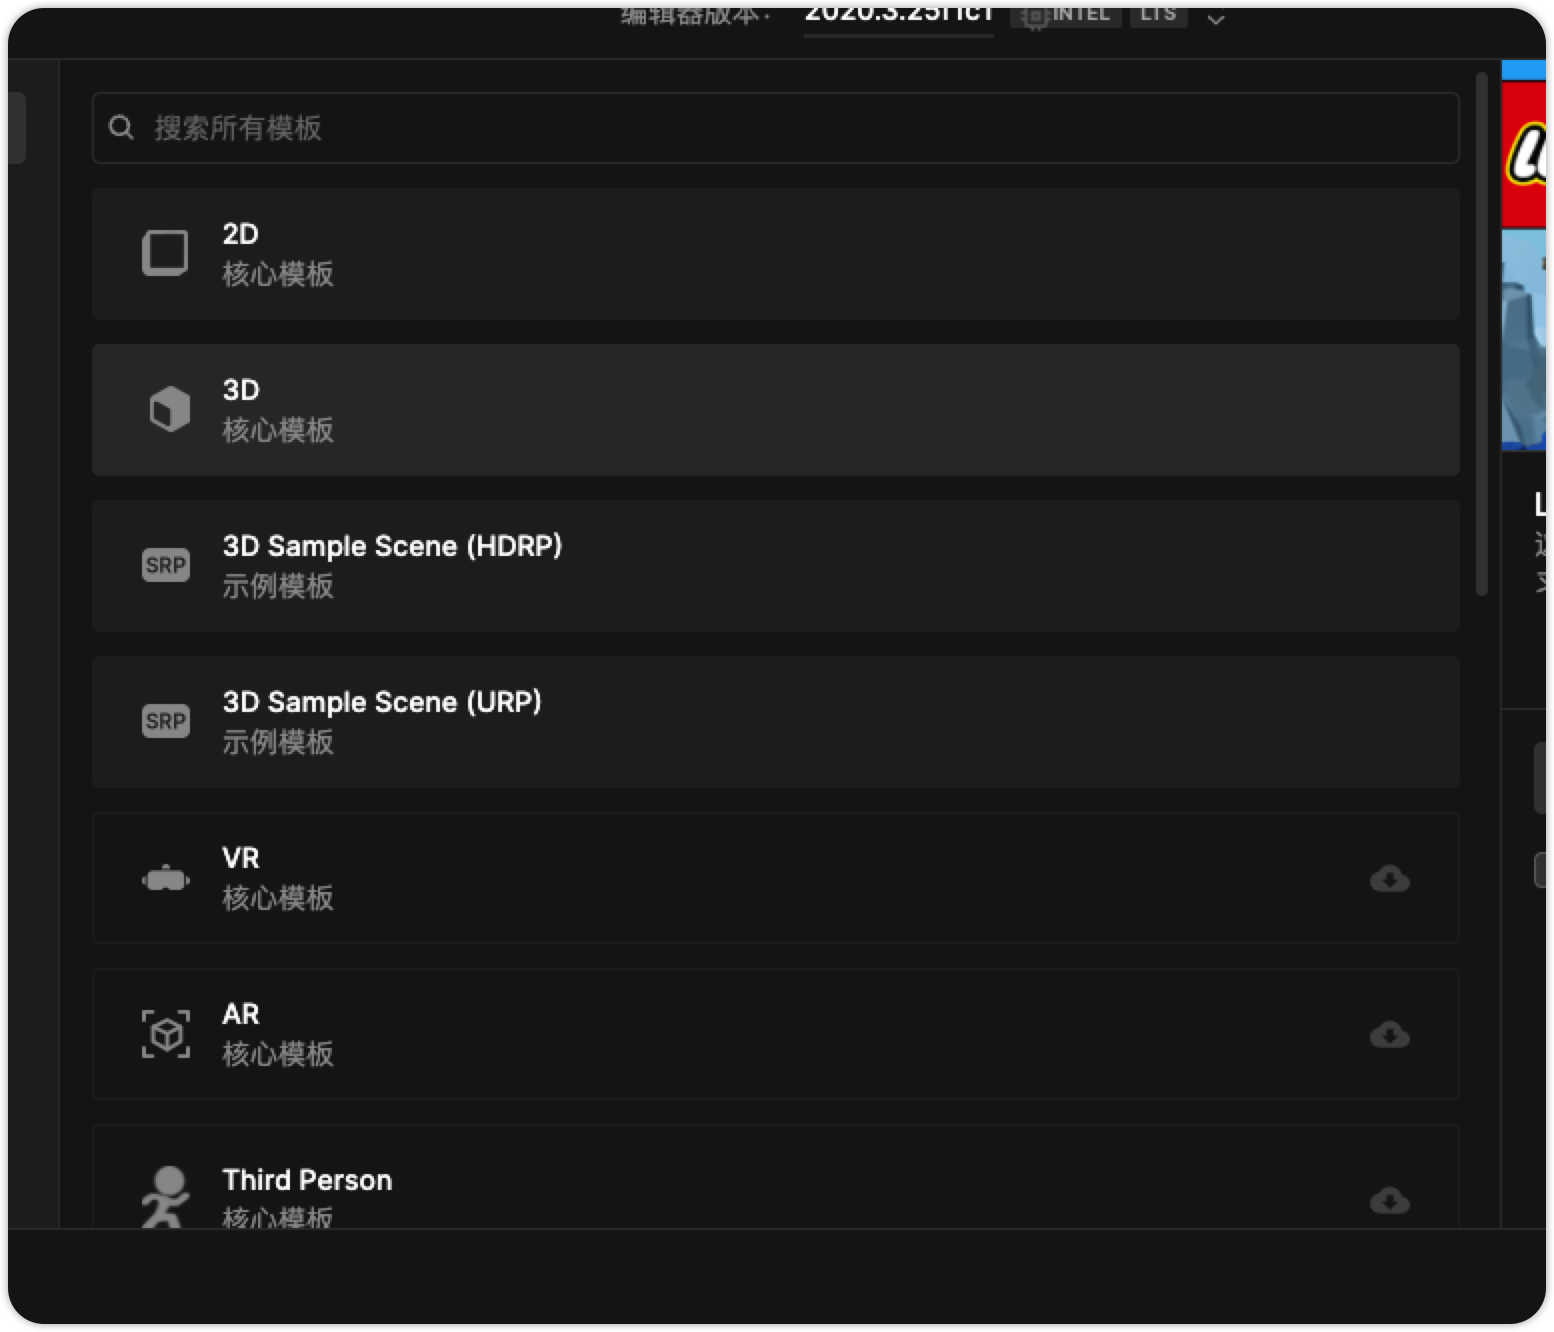 编辑器版本:
2020.3.25f1c1 INTEL LTS
搜索所有模板
2D
核心模板
3D
核心模板
SRP
3D Sample Scene (HDRP)
示例模板
SRP
3D Sample Scene (URP)
示例模板
VR
核心模板
AR
核心模板
Third Person
核心模板
L